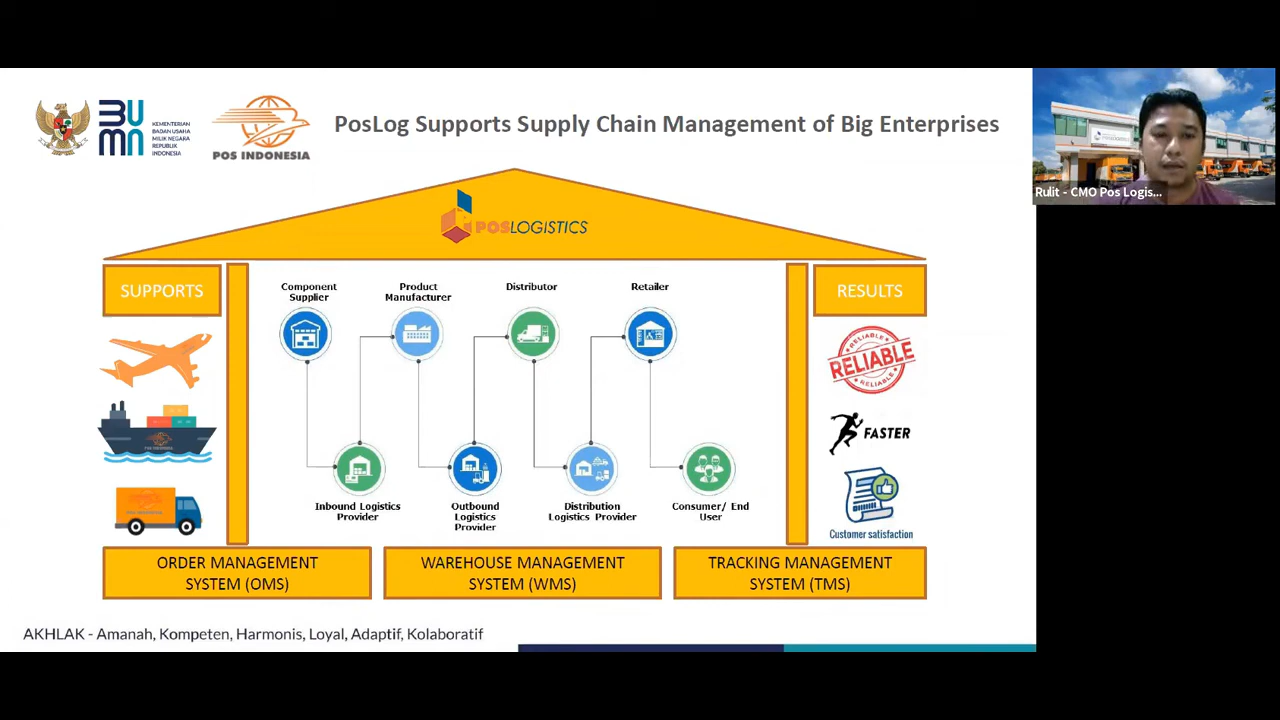 BUMN
KEMENTERIAN
BADAN USAHA
MILIK NEGARA
REPUBLIK
INDONESIA
POS INDONESIA
PosLog Supports Supply Chain Management of Big Enterprises
Rulit - CMO Pos Logis...
POSLOGISTICS
SUPPORTS
RESULTS
Component
Supplier
Product
Manufacturer
Distributor
Retailer
RELIABLE
RELIABLE
RELIABLE
FASTER
Inbound Logistics
Provider
Outbound
Logistics
Provider
Distribution
Logistics Provider
Consumer/ End
User
Customer satisfaction
ORDER MANAGEMENT
SYSTEM (OMS)
WAREHOUSE MANAGEMENT
SYSTEM (WMS)
TRACKING MANAGEMENT
SYSTEM (TMS)
AKHLAK - Amanah, Kompeten, Harmonis, Loyal, Adaptif, Kolaboratif